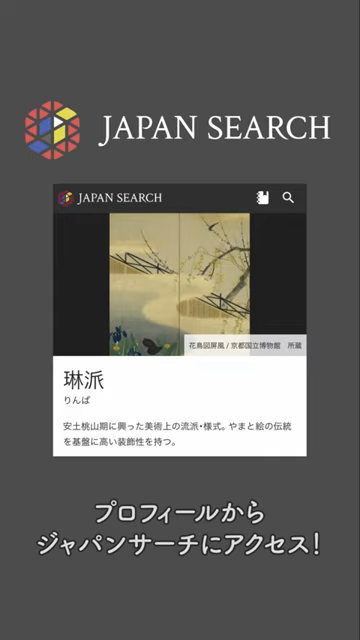 JAPAN SEARCH
JAPAN SEARCH
花鳥図屏風 / 京都国立博物館 所蔵
琳派
りんぱ
安土桃山期に興った美術上の流派・様式。やまと絵の伝統
を基盤に高い装飾性を持つ。
プロフィールから
ジャパンサーチにアクセス！